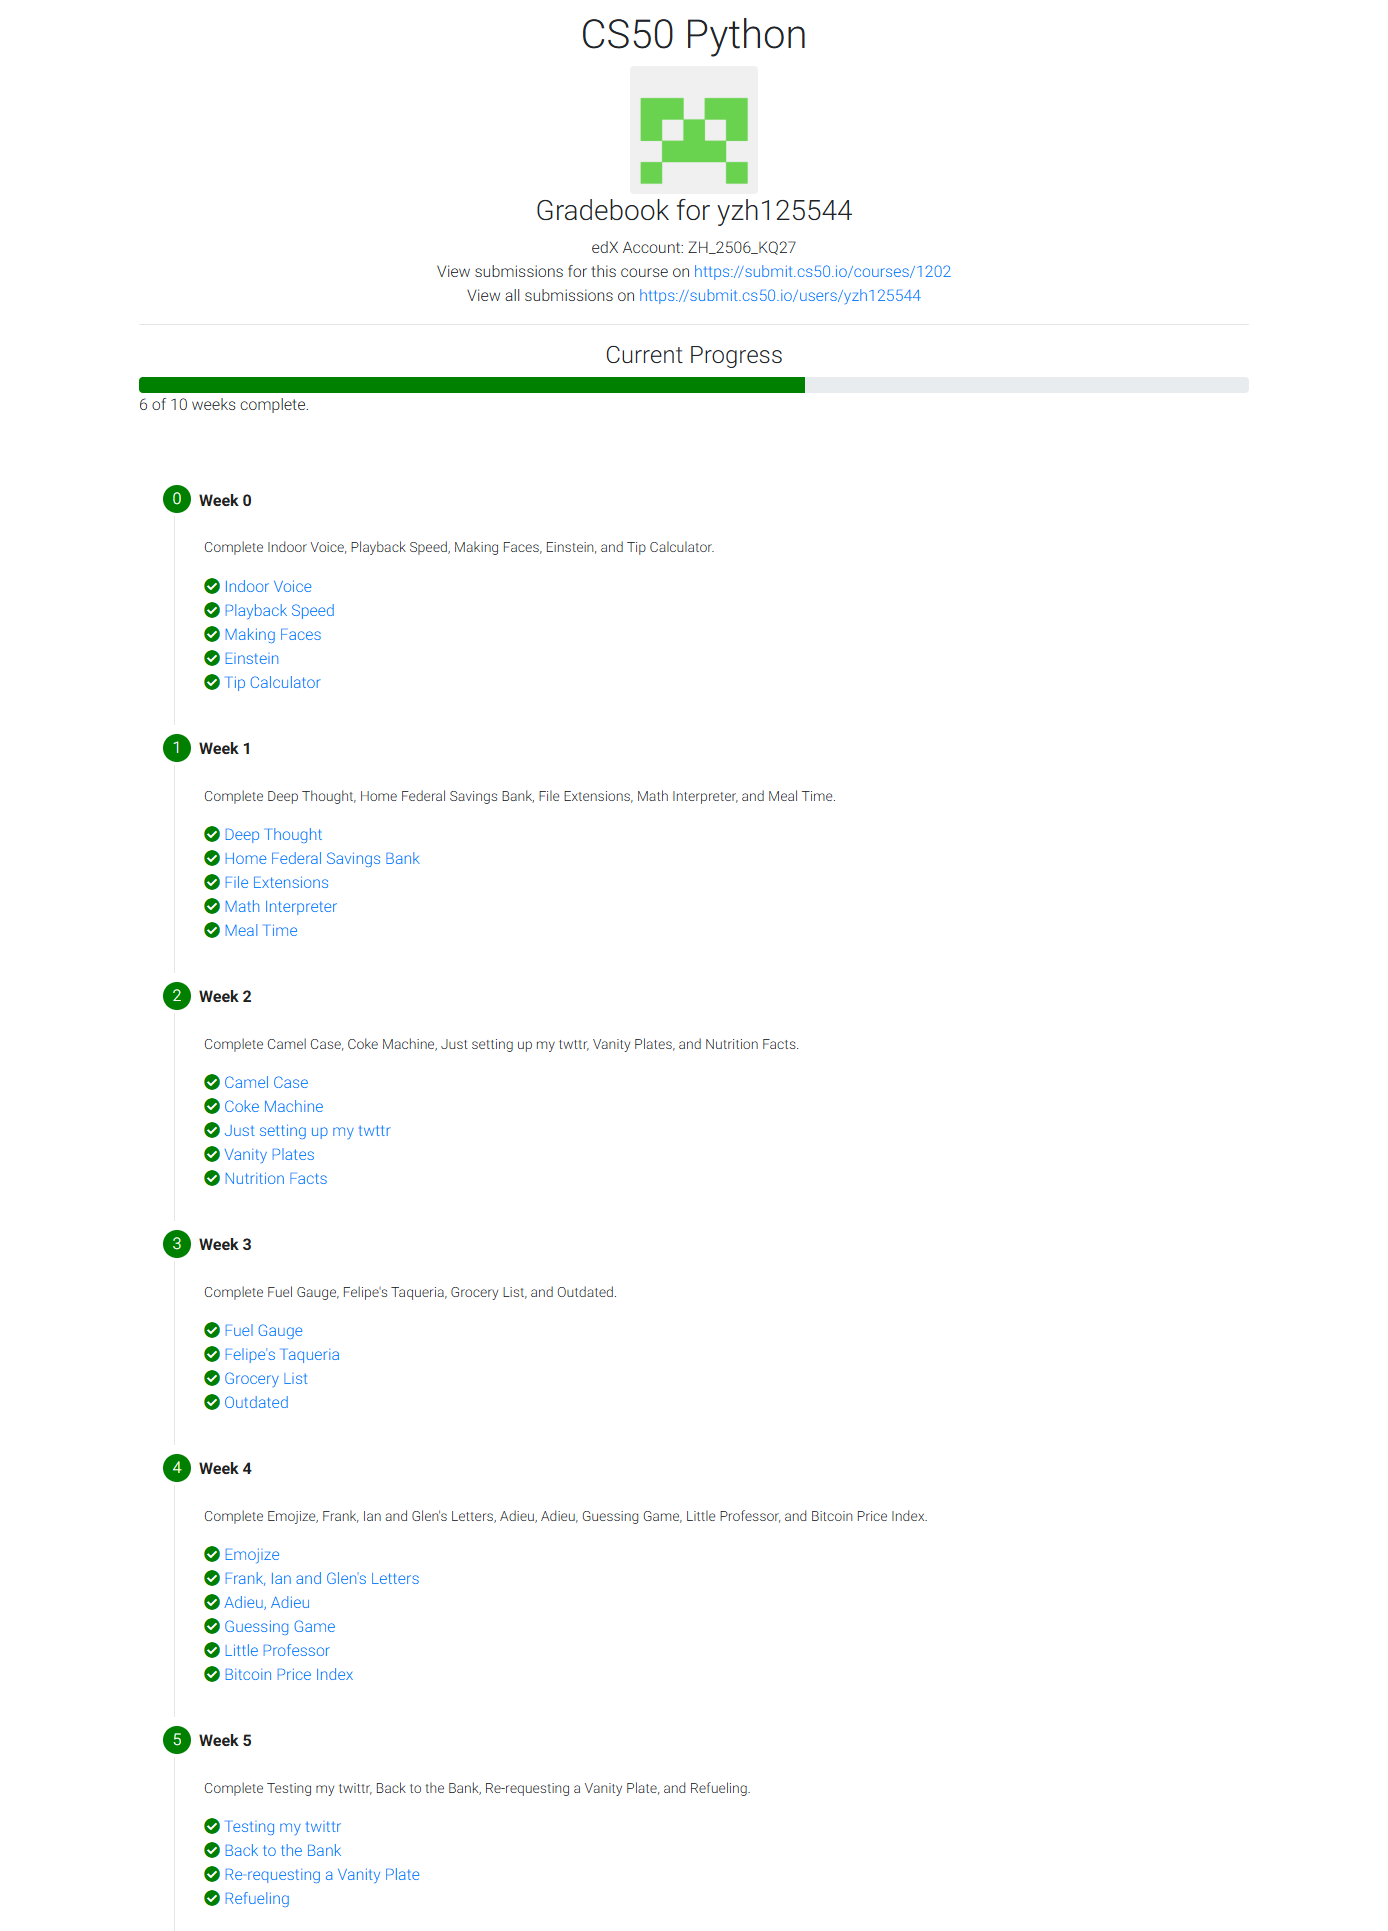 CS50 Python
Gradebook for yzh125544
edX Account: ZH_2506_KQ27
View submissions for this course on https://submit.cs50.io/courses/1202
View all submissions on https://submit.cs50.io/users/yzh125544
Current Progress
6 of 10 weeks complete.
0 Week 0
Complete Indoor Voice, Playback Speed, Making Faces, Einstein, and Tip Calculator.
Indoor Voice
Playback Speed
Making Faces
Einstein
Tip Calculator
1 Week 1
Complete Deep Thought, Home Federal Savings Bank, File Extensions, Math Interpreter, and Meal Time.
Deep Thought
Home Federal Savings Bank
File Extensions
Math Interpreter
Meal Time
2 Week 2
Complete Camel Case, Coke Machine, Just setting up my twttr, Vanity Plates, and Nutrition Facts.
Camel Case
Coke Machine
Just setting up my twttr
Vanity Plates
Nutrition Facts
3 Week 3
Complete Fuel Gauge, Felipe's Taqueria, Grocery List, and Outdated.
Fuel Gauge
Felipe's Taqueria
Grocery List
Outdated
4 Week 4
Complete Emojize, Frank, Ian and Glen's Letters, Adieu, Adieu, Guessing Game, Little Professor, and Bitcoin Price Index.
Emojize
Frank, Ian and Glen's Letters
Adieu, Adieu
Guessing Game
Little Professor
Bitcoin Price Index
5 Week 5
Complete Testing my twittr, Back to the Bank, Re-requesting a Vanity Plate, and Refueling.
Testing my twittr
Back to the Bank
Re-requesting a Vanity Plate
Refueling